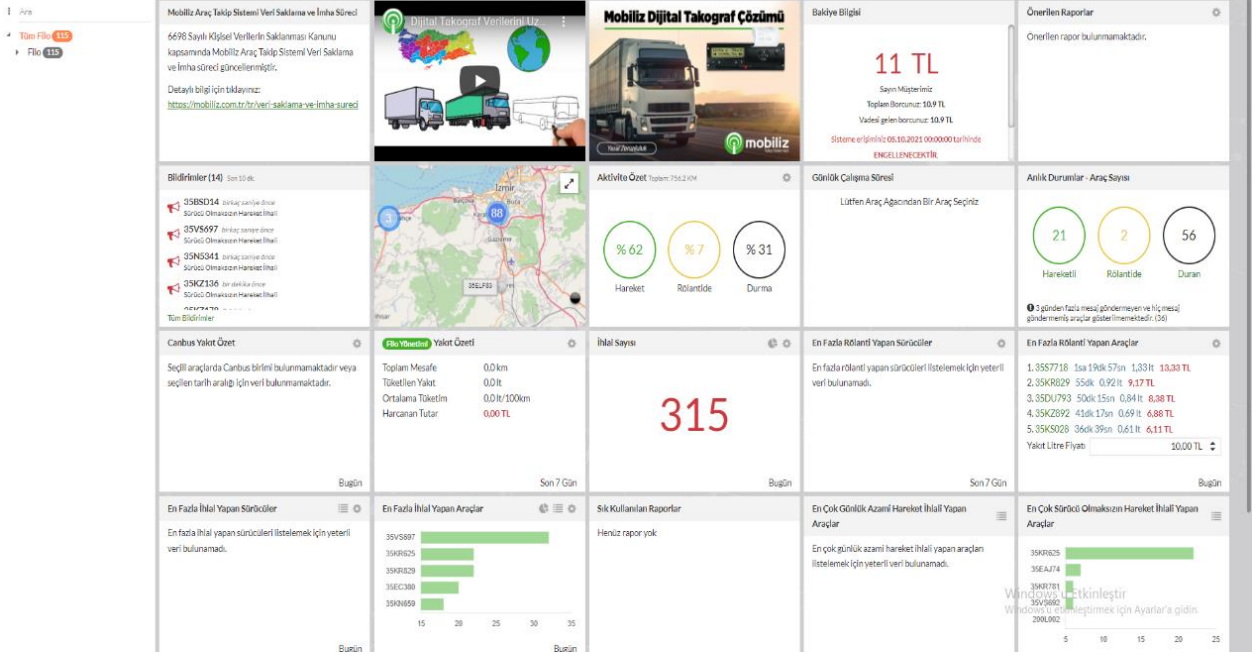 Ara
Tüm Filo 115
Filo 115
Mobiliz Araç Takip Sistemi Veri Saklama ve İmha Süreci
6698 Sayılı Kişisel Verilerin Saklanması Kanunu
kapsamında Mobiliz Araç Takip Sistemi Veri Saklama
ve İmha süreci güncellenmiştir.
Detaylı bilgi için tıklayınız:
https://mobiliz.com.tr/tr/veri-saklama-ve-imha-sureci
Dijital Takograf Verilerini Uz
Mobiliz Dijital Takograf Çözümü
Yasal Zorunluluk
mobiliz
Bakiye Bilgisi
11 TL
Sayın Müşterimiz
Toplam Borcunuz: 10.9 TL
Vadesi gelen borcunuz: 10.9 TL
Sisteme erişiminiz 05.10.2021 00:00:00 tarihinde
ENGELLENECEKTİR.
Önerilen Raporlar
Önerilen rapor bulunmamaktadır.
Bildirimler (14) Son 10 dk.
35BSD14 birkaç saniye önce
Sürücü Olmaksızın Hareket İhlali
35VS697 birkaç saniye önce
Sürücü Olmaksızın Hareket İhlali
35N5341 birkaç saniye önce
Sürücü Olmaksızın Hareket İhlali
35KZ136 bir dakika önce
Sürücü Olmaksızın Hareket İhlali
Tüm Bildirimler
İzmir
Buca
3
88
Gaziemir
35ELF83
Aktivite Özet Toplam: 756.2 KM
% 62
% 7
% 31
Hareket
Rölantide
Durma
Günlük Çalışma Süresi
Lütfen Araç Ağacından Bir Araç Seçiniz
Anlık Durumlar - Araç Sayısı
21
2
56
Hareketli
Rölantide
Duran
3 günden fazla mesaj göndermeyen ve hiç mesaj
göndermemiş araçlar gösterilmemektedir. (36)
Canbus Yakıt Özet
Seçili araçlarda Canbus birimi bulunmamaktadır veya
seçilen tarih aralığı için veri bulunmamaktadır.
Bugün
Filo Yönetimi Yakıt Özeti
Toplam Mesafe 0,0 km
Tüketilen Yakıt 0,0 lt
Ortalama Tüketim 0,0 lt/100km
Harcanan Tutar 0,00 TL
Son 7 Gün
İhlal Sayısı
315
Bugün
En Fazla Rölanti Yapan Sürücüler
En fazla rölanti yapan sürücüleri listelemek için yeterli
veri bulunamadı.
Son 7 Gün
En Fazla Rölanti Yapan Araçlar
1. 35S7718 1sa 19dk 57sn 1,33 lt 13,33 TL
2. 35KR829 55dk 0,92 lt 9,17 TL
3. 35DU793 50dk 15sn 0,84 lt 8,38 TL
4. 35KZ892 41dk 17sn 0,69 lt 6,88 TL
5. 35KS028 36dk 39sn 0,61 lt 6,11 TL
Yakıt Litre Fiyatı 10,00 TL
Bugün
En Fazla İhlal Yapan Sürücüler
En fazla ihlal yapan sürücüleri listelemek için yeterli
veri bulunamadı.
Bugün
En Fazla İhlal Yapan Araçlar
35VS697
35KR625
35KR829
35EC380
35KN659
15 20 25 30 35
Bugün
Sık Kullanılan Raporlar
Henüz rapor yok
En Çok Günlük Azami Hareket İhlali Yapan
Araçlar
En çok günlük azami hareket ihlali yapan araçları
listelemek için yeterli veri bulunamadı.
En Çok Sürücü Olmaksızın Hareket İhlali Yapan
Araçlar
35KR625
35EAJ74
35KR781
35VS692
200L002
5 10 15 20 25
Windows'u Etkinleştir
Windows'u etkinleştirmek için Ayarlar'a gidin.